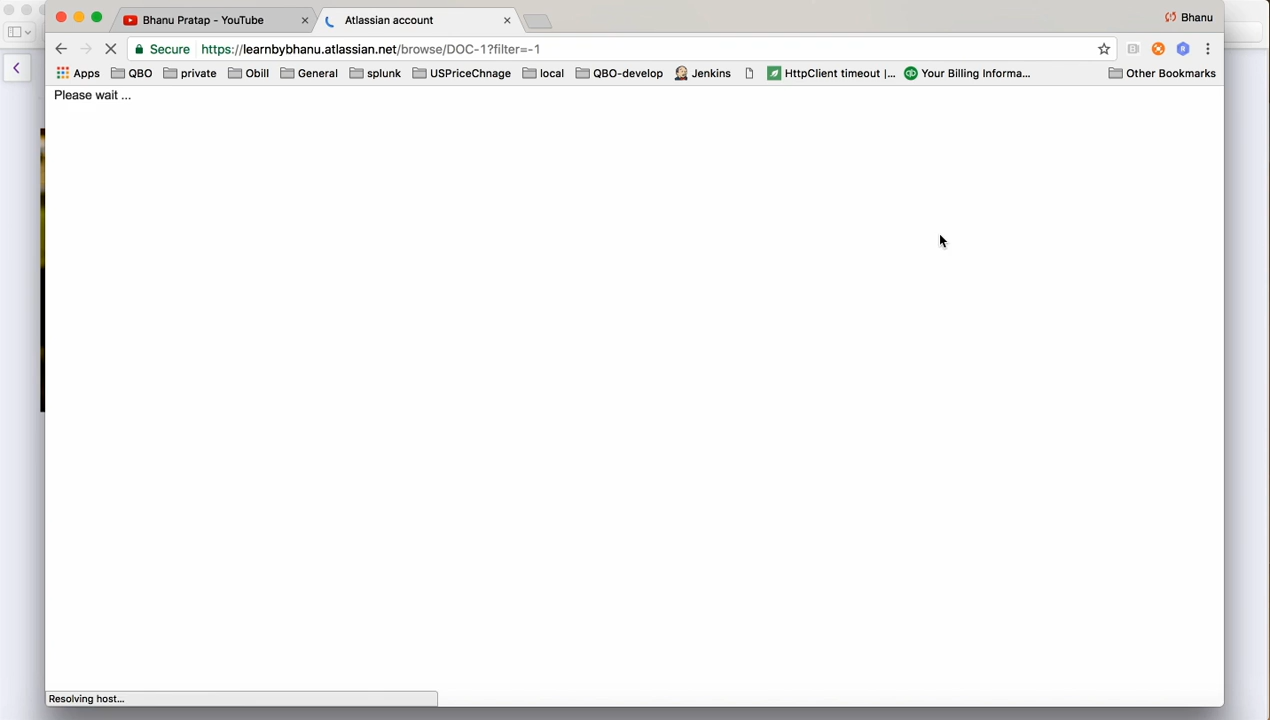 Bhanu Pratap - YouTube
Atlassian account
Bhanu
Secure https://learnbybhanu.atlassian.net/browse/DOC-1?filter=-1
Apps QBO private Obill General splunk USPriceChnage local QBO-develop Jenkins HttpClient timeout |... Your Billing Informa... Other Bookmarks
Please wait ...
Resolving host...